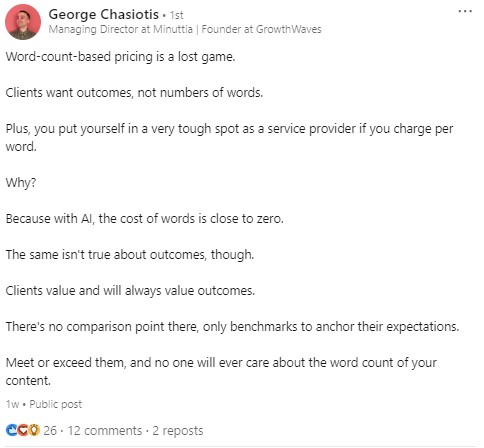 George Chasiotis • 1st
Managing Director at Minuttia | Founder at GrowthWaves
Word-count-based pricing is a lost game.
Clients want outcomes, not numbers of words.
Plus, you put yourself in a very tough spot as a service provider if you charge per
word.
Why?
Because with AI, the cost of words is close to zero.
The same isn't true about outcomes, though.
Clients value and will always value outcomes.
There's no comparison point there, only benchmarks to anchor their expectations.
Meet or exceed them, and no one will ever care about the word count of your
content.
1w • Public post
26 · 12 comments · 2 reposts